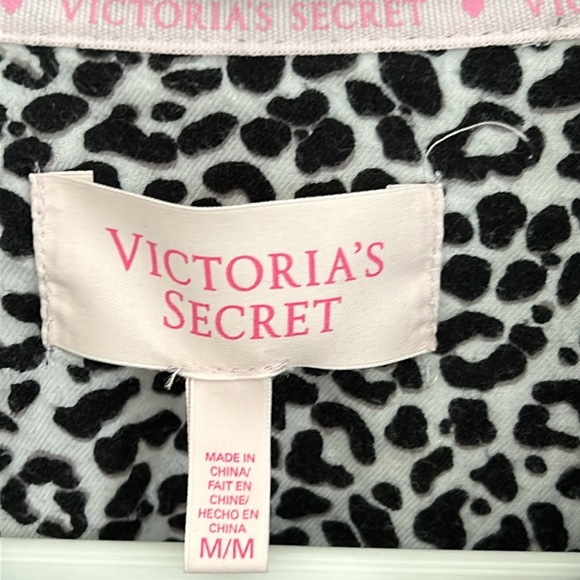 VICTORIA'S SECRET
VICTORIA'S
SECRET
MADE IN
CHINA/
FAIT EN
CHINE/
HECHO EN
CHINA
M/M